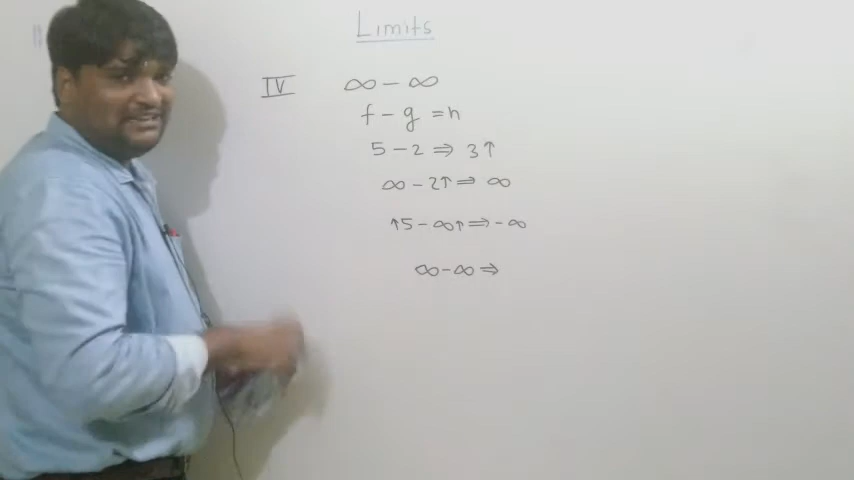 Limits
IV ∞ - ∞
f - g = h
5 - 2 ⇒ 3↑
∞ - 2↑ ⇒ ∞
↑5 - ∞↑ ⇒ - ∞
∞ - ∞ ⇒